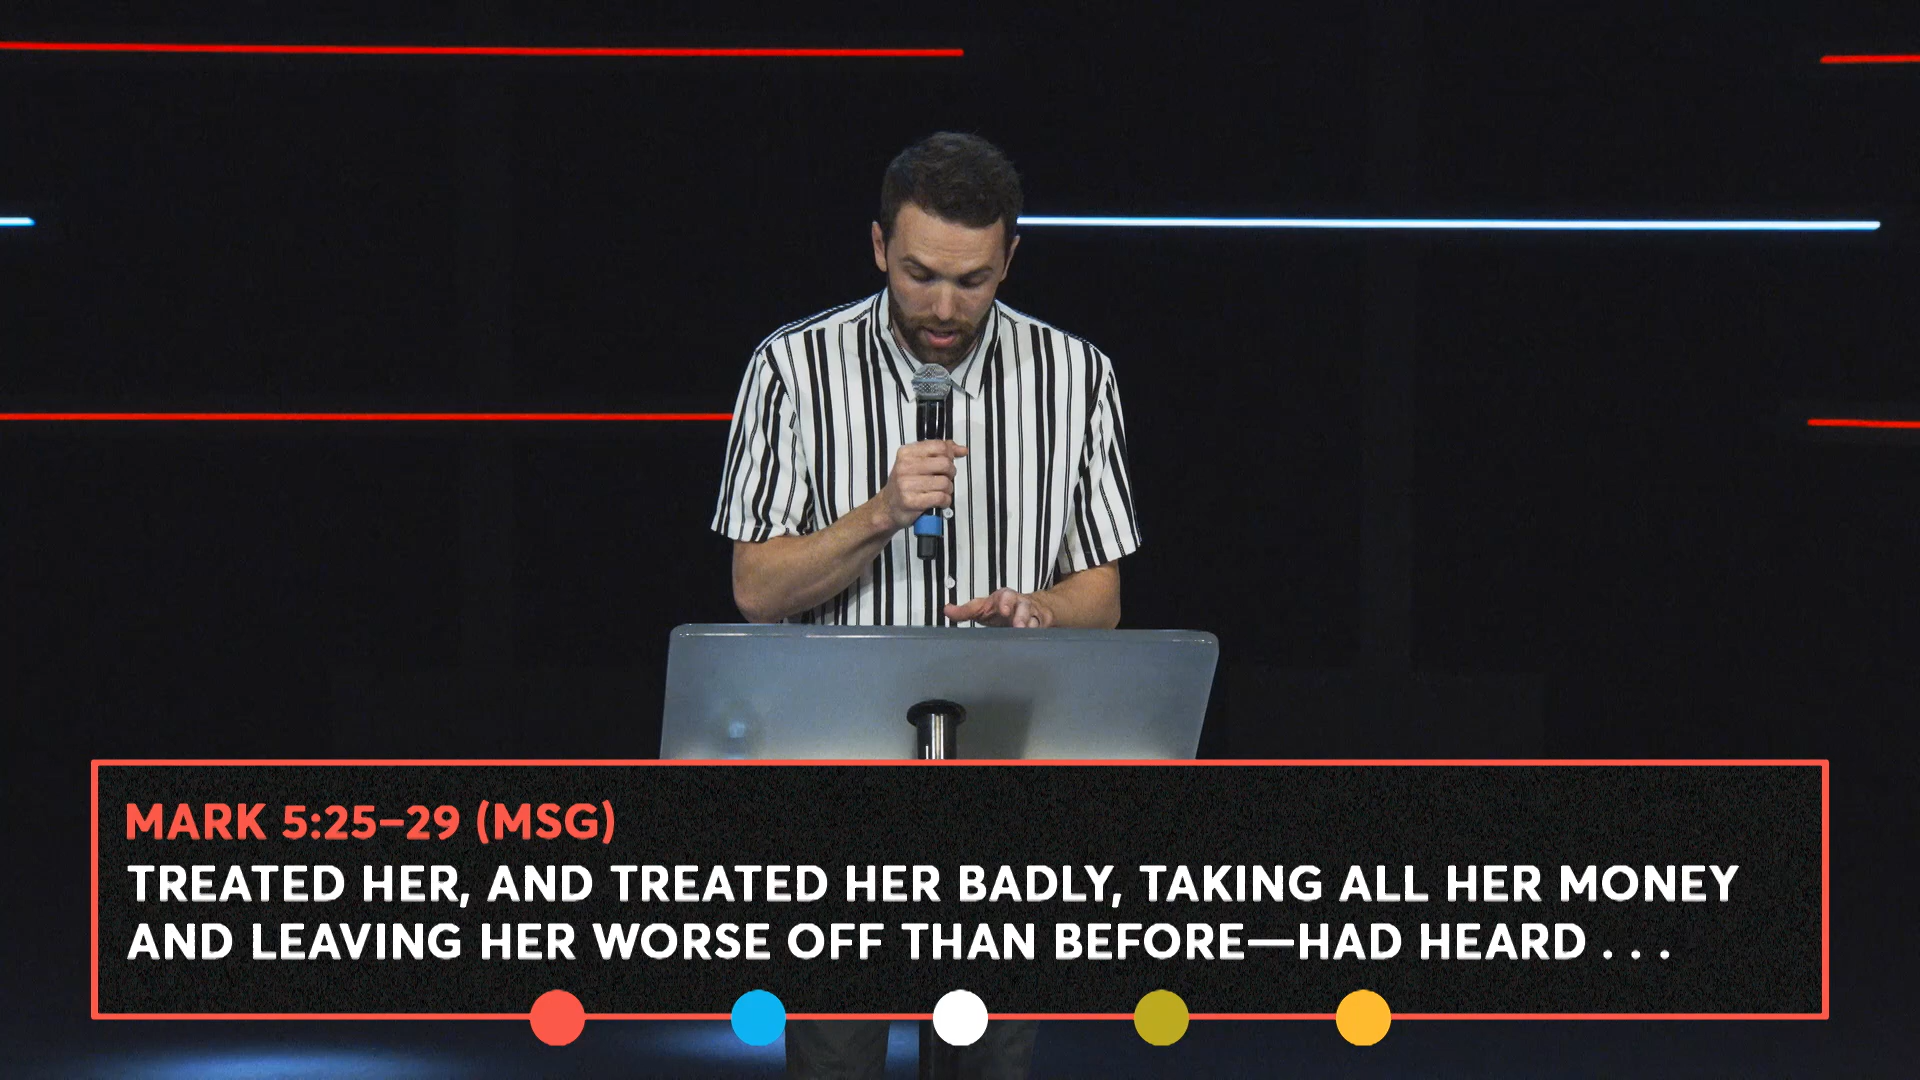 MARK 5:25–29 (MSG)
TREATED HER, AND TREATED HER BADLY, TAKING ALL HER MONEY
AND LEAVING HER WORSE OFF THAN BEFORE—HAD HEARD . . .